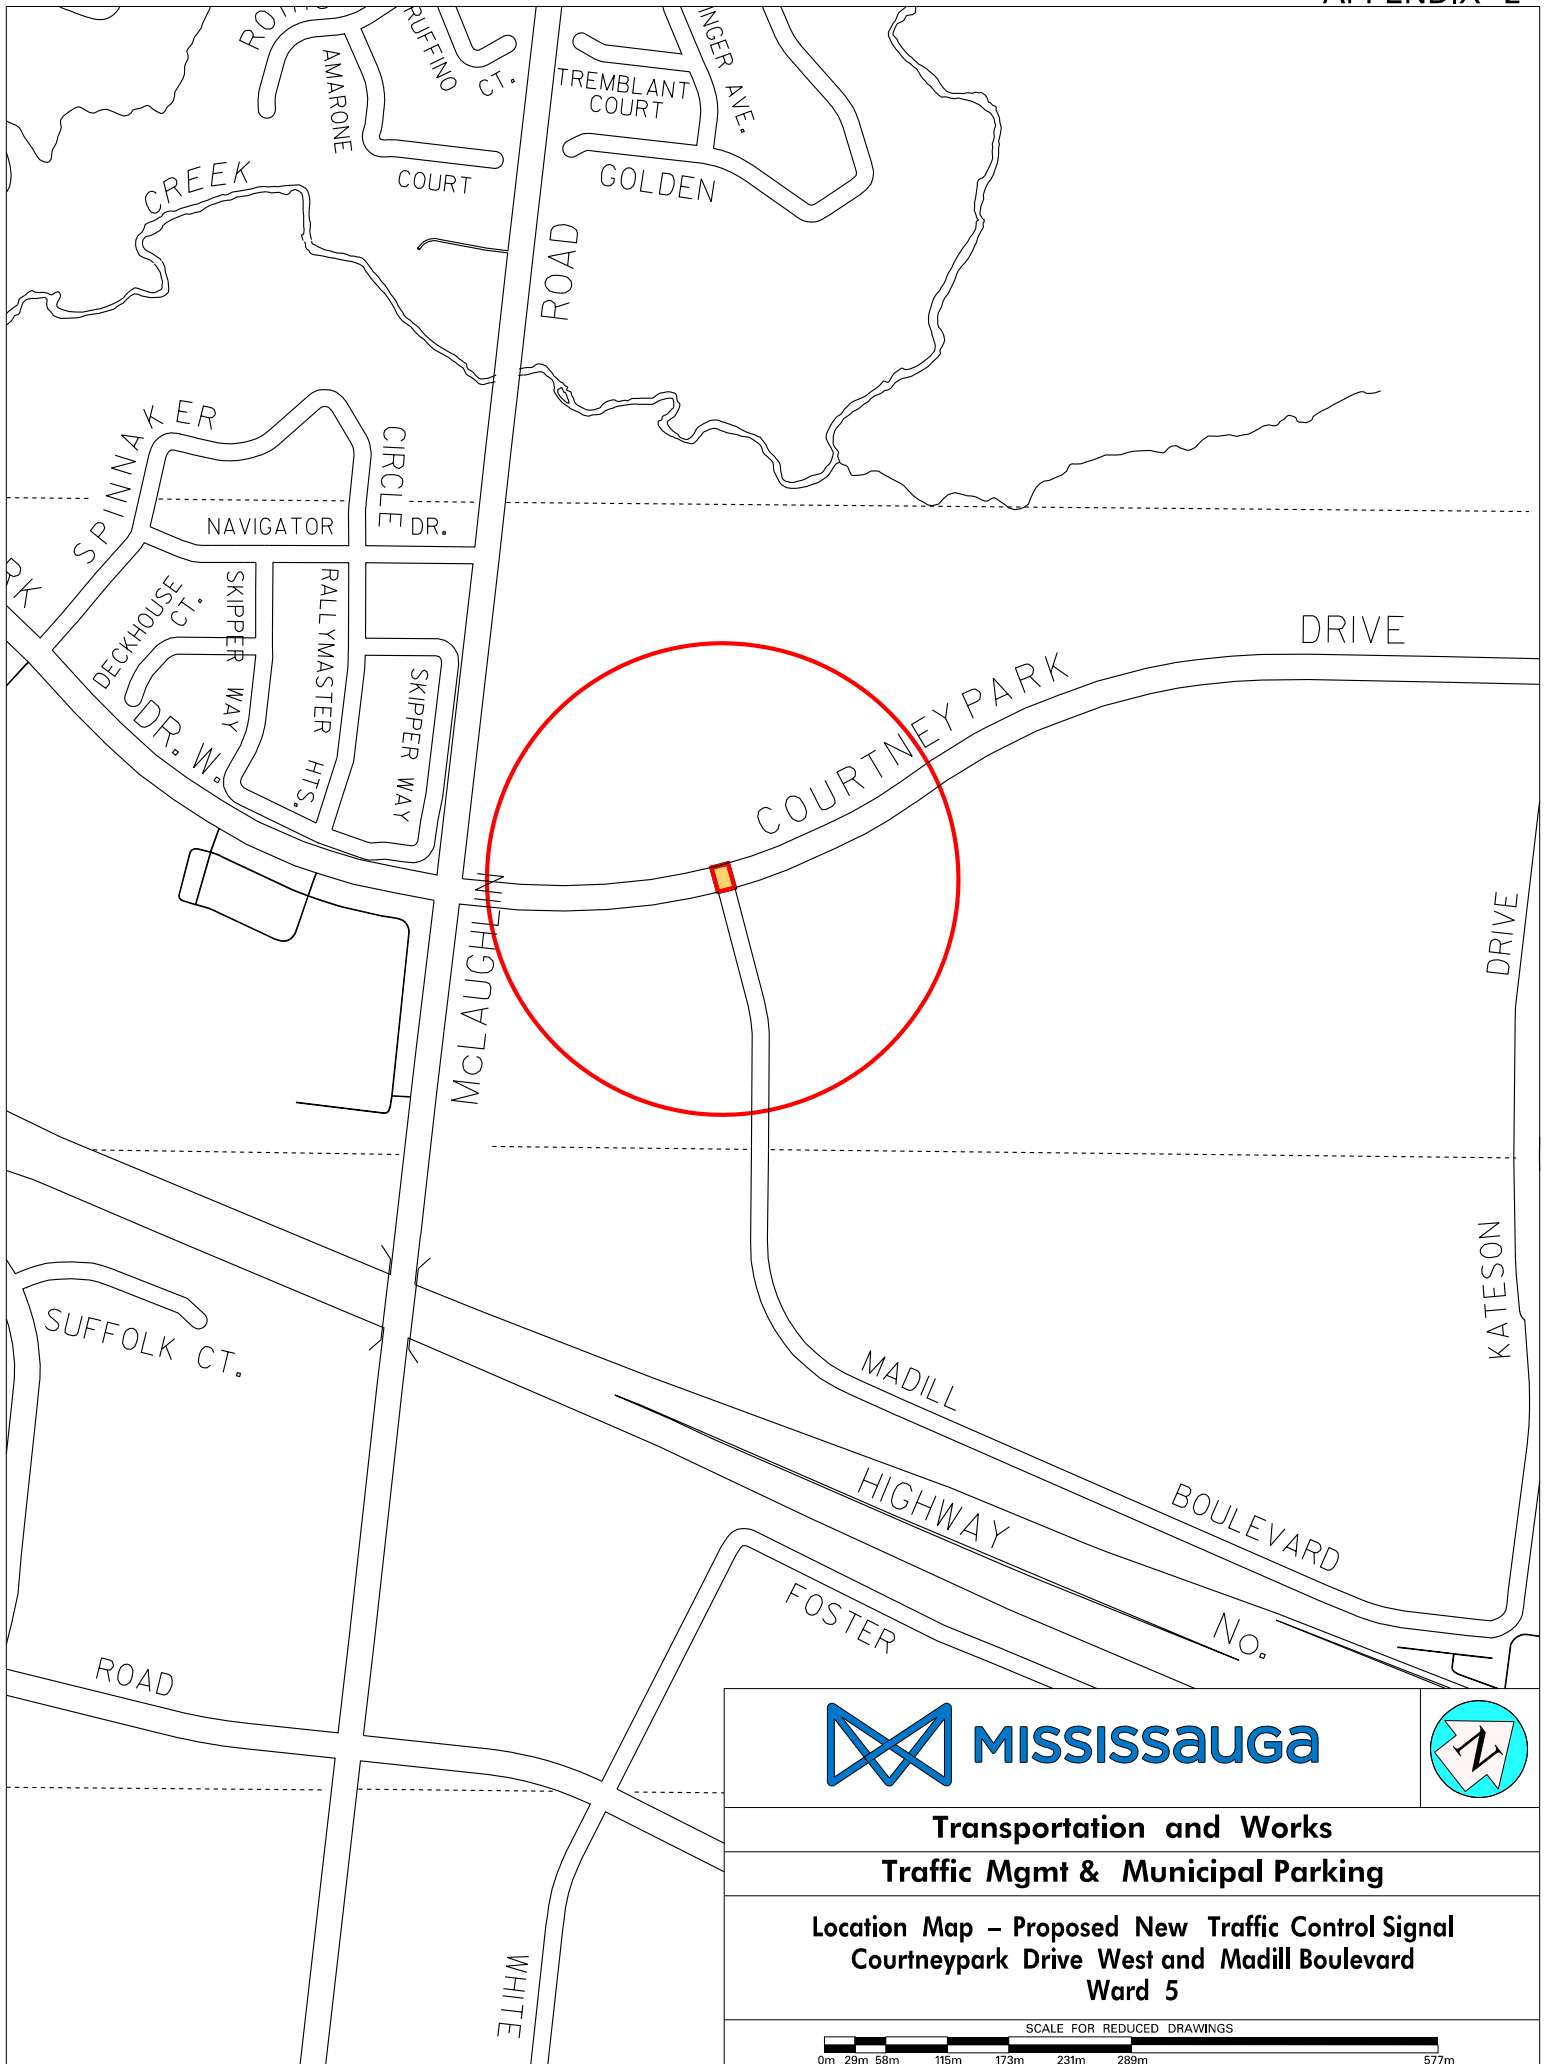 CT.
RUFFINO
AMARONE
COURT
TREMBLANT
COURT
AVE.
GOLDEN
CREEK
ROAD
SPINNAKER
CIRCLE
NAVIGATOR DR.
DECKHOUSE
CT.
SKIPPER WAY
RALLYMASTER HTS.
SKIPPER WAY
DR. W.
COURTNEYPARK
DRIVE
McLAUGHLIN
DRIVE
KATESON
SUFFOLK CT.
MADILL
BOULEVARD
HIGHWAY
No.
FOSTER
ROAD
WHITE
MISSISSauGa
N
Transportation and Works
Traffic Mgmt & Municipal Parking
Location Map – Proposed New Traffic Control Signal
Courtneypark Drive West and Madill Boulevard
Ward 5
SCALE FOR REDUCED DRAWINGS
0m 29m 58m 115m 173m 231m 289m 577m